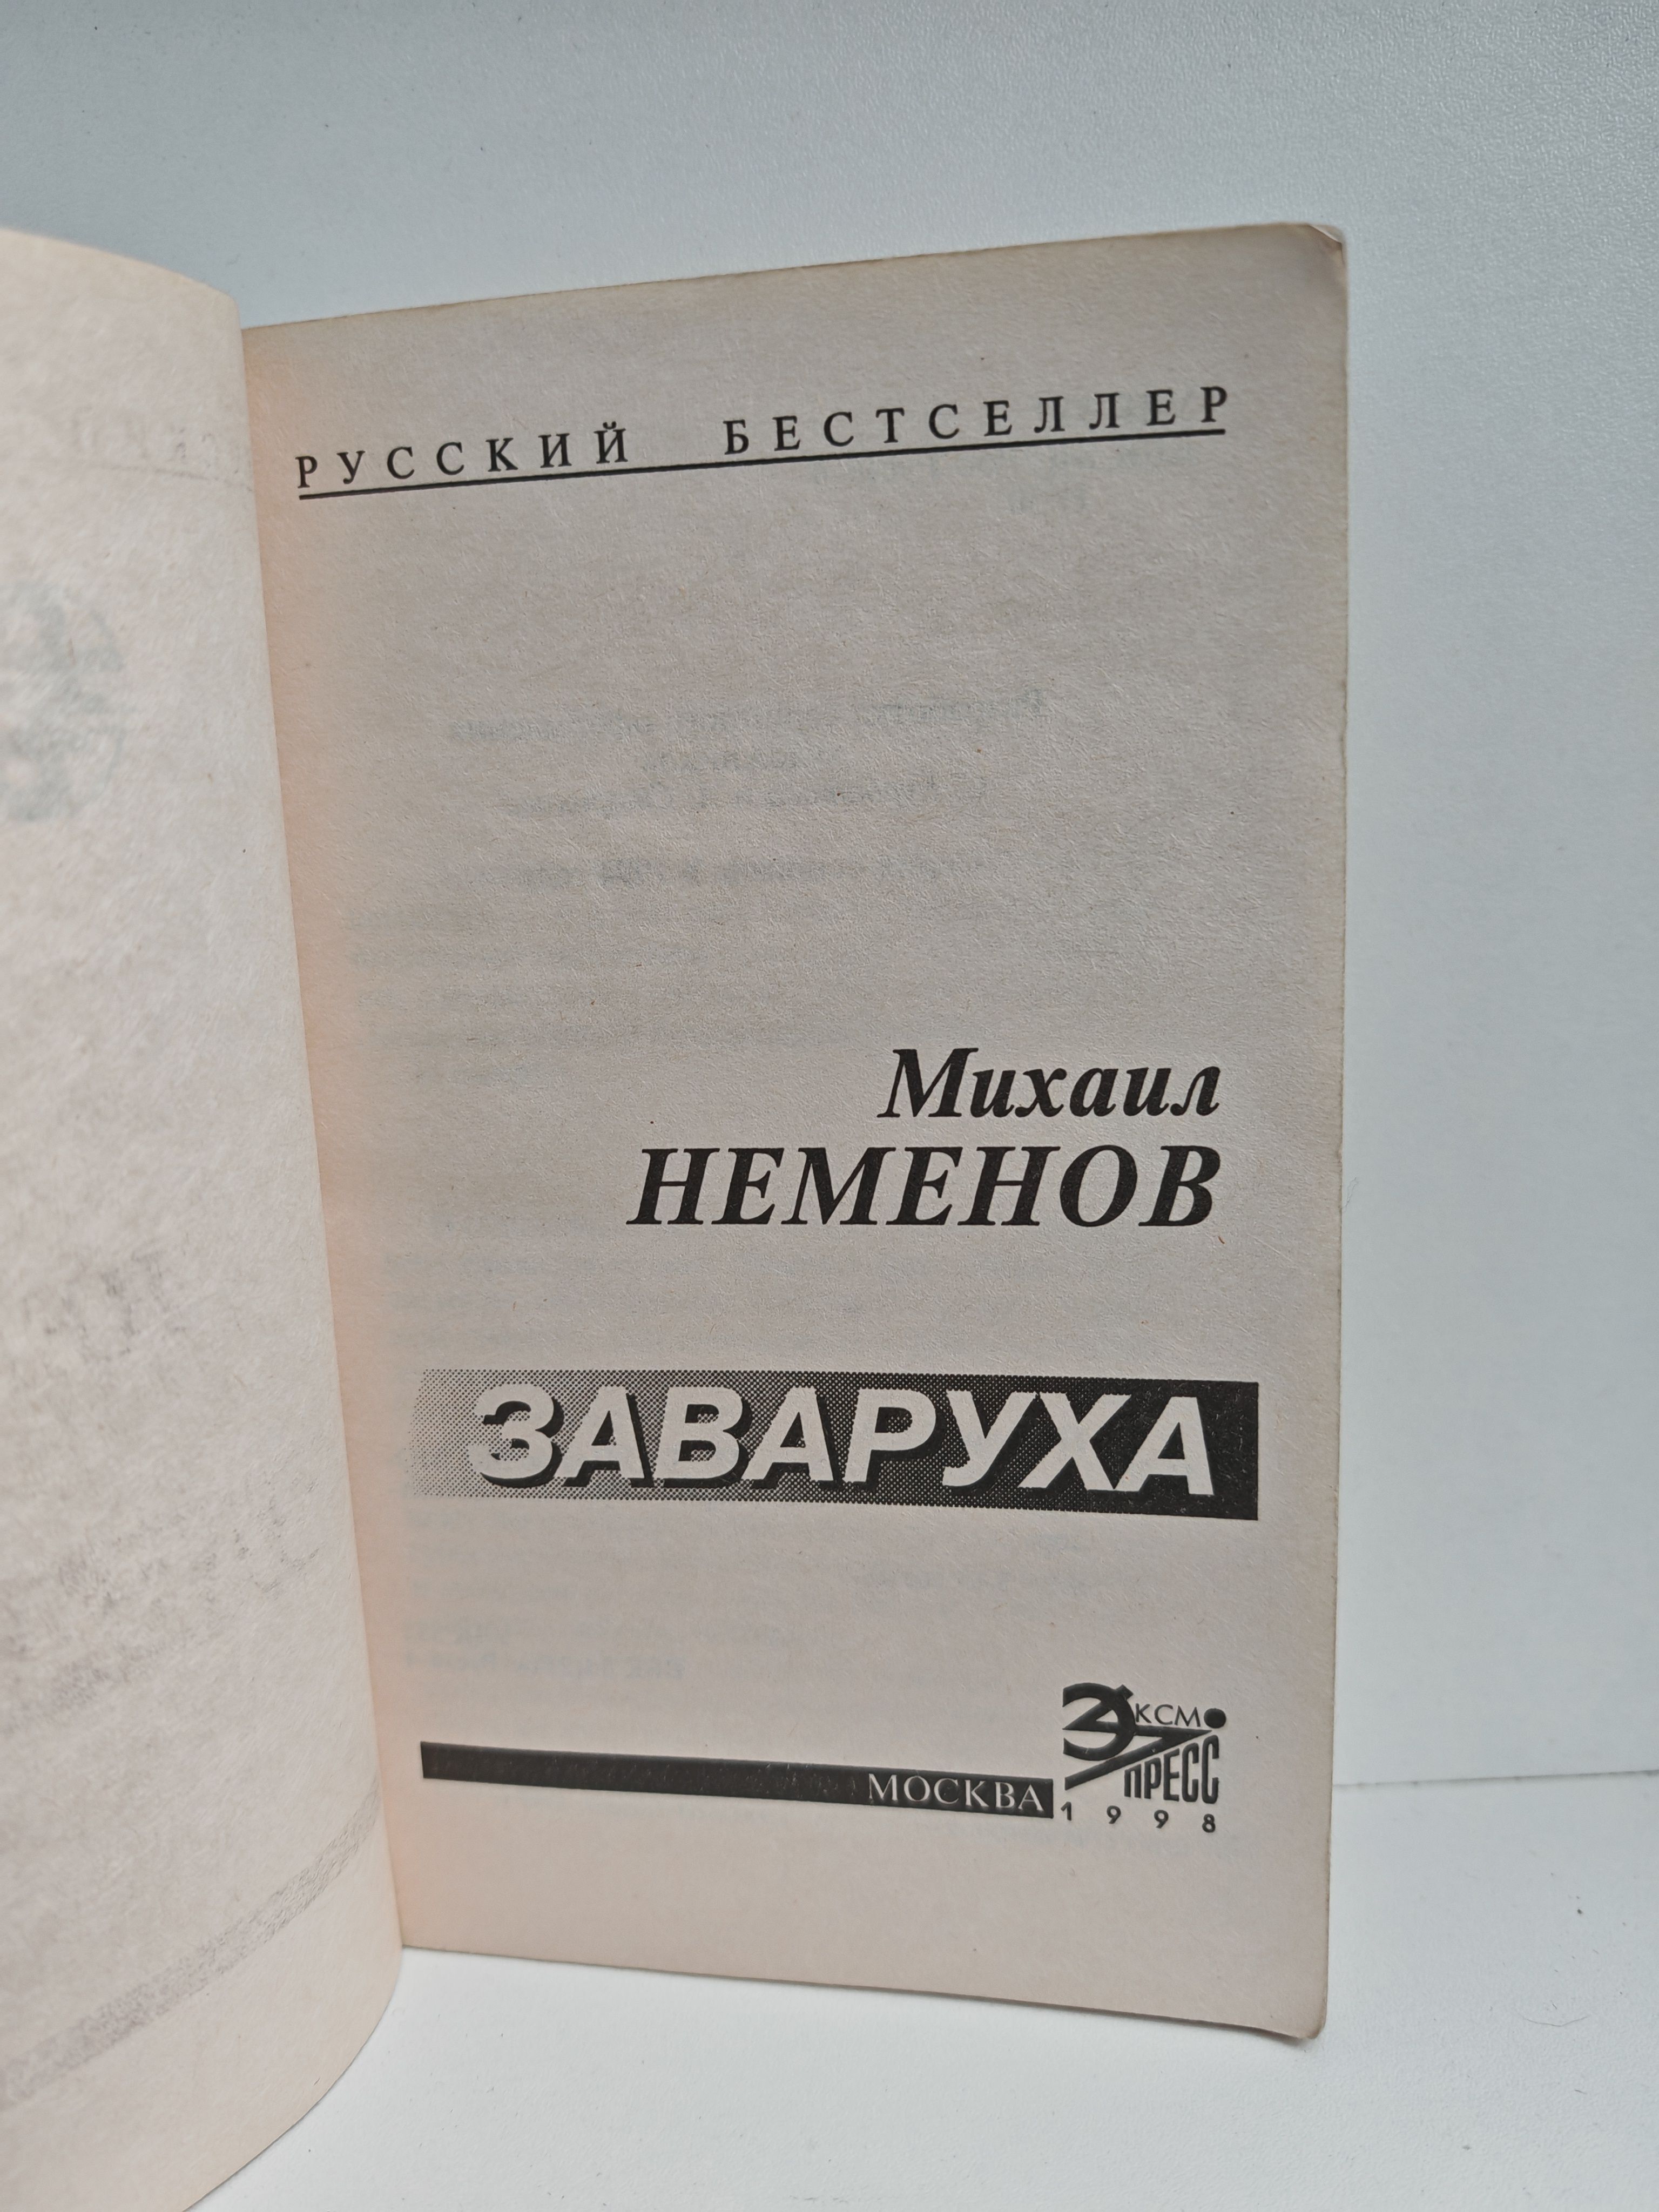 РУССКИЙ БЕСТСЕЛЛЕР
Михаил
НЕМЕНОВ
ЗАВАРУХА
МОСКВА
ЭКСМО
ПРЕСС
1998